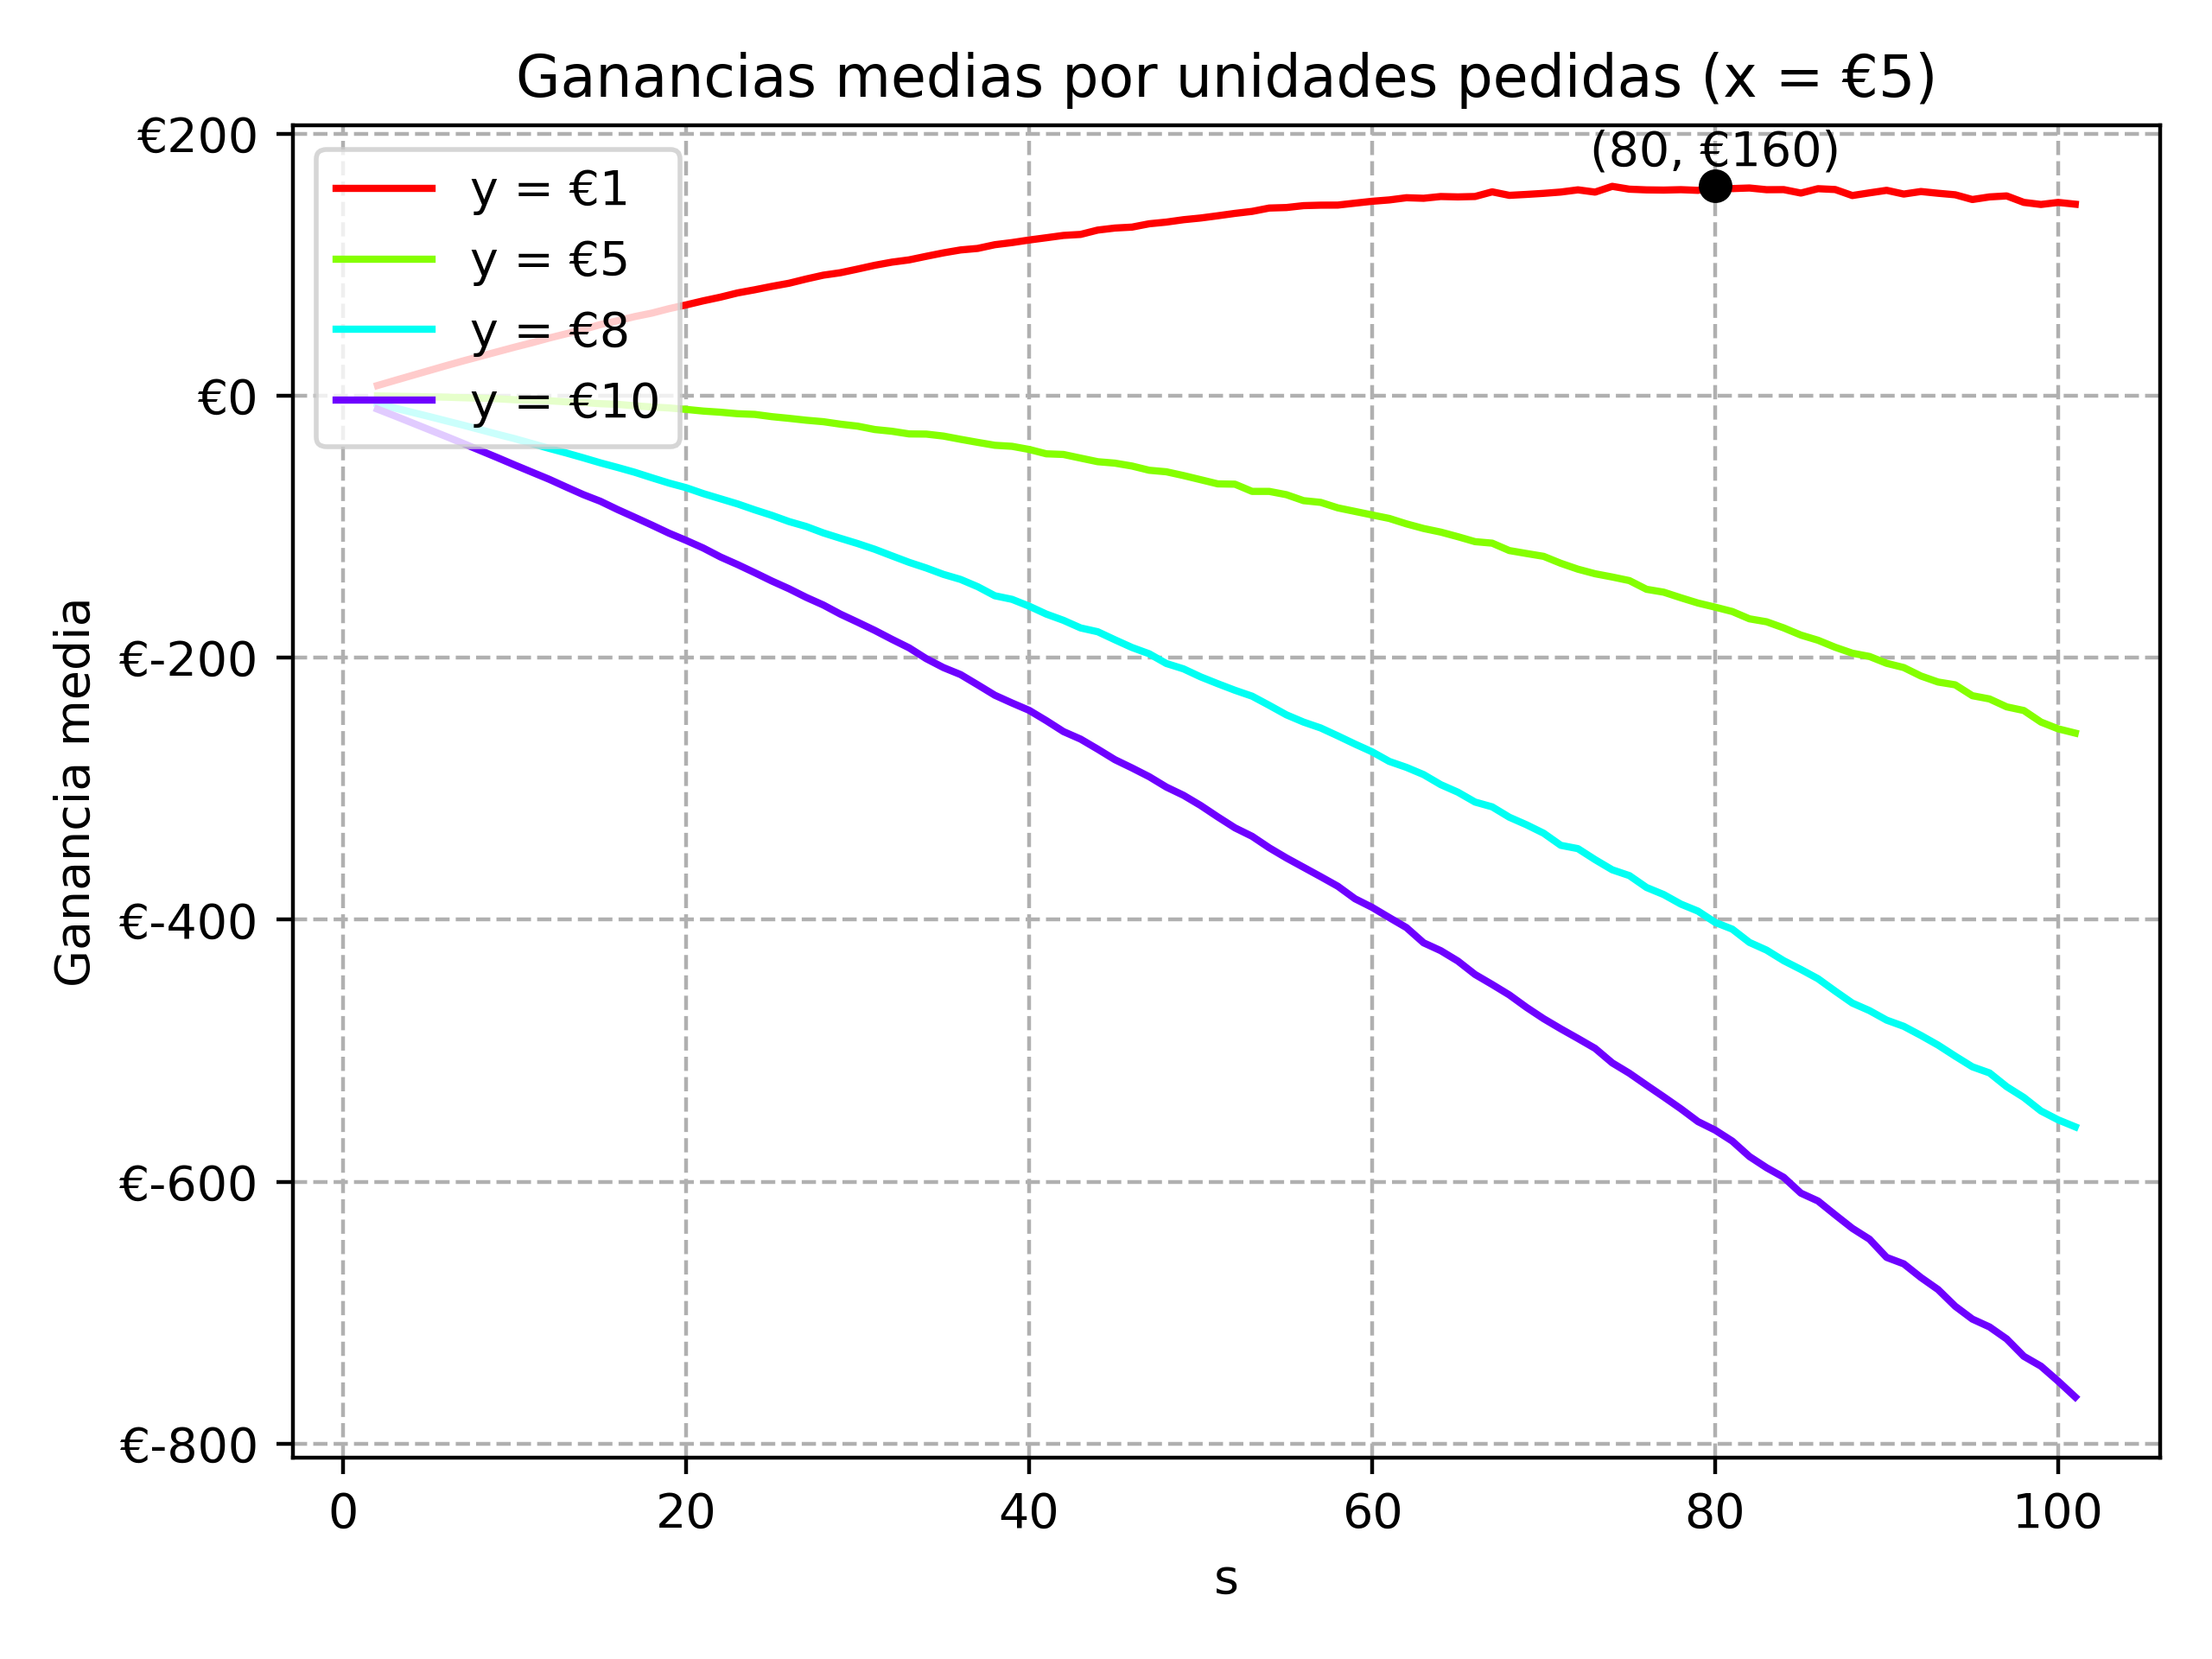 Ganancias medias por unidades pedidas (x = €5)
€200
€0
€-200
€-400
€-600
€-800
Ganancia media
y = €1
y = €5
y = €8
y = €10
(80, €160)
0
20
40
60
80
100
s